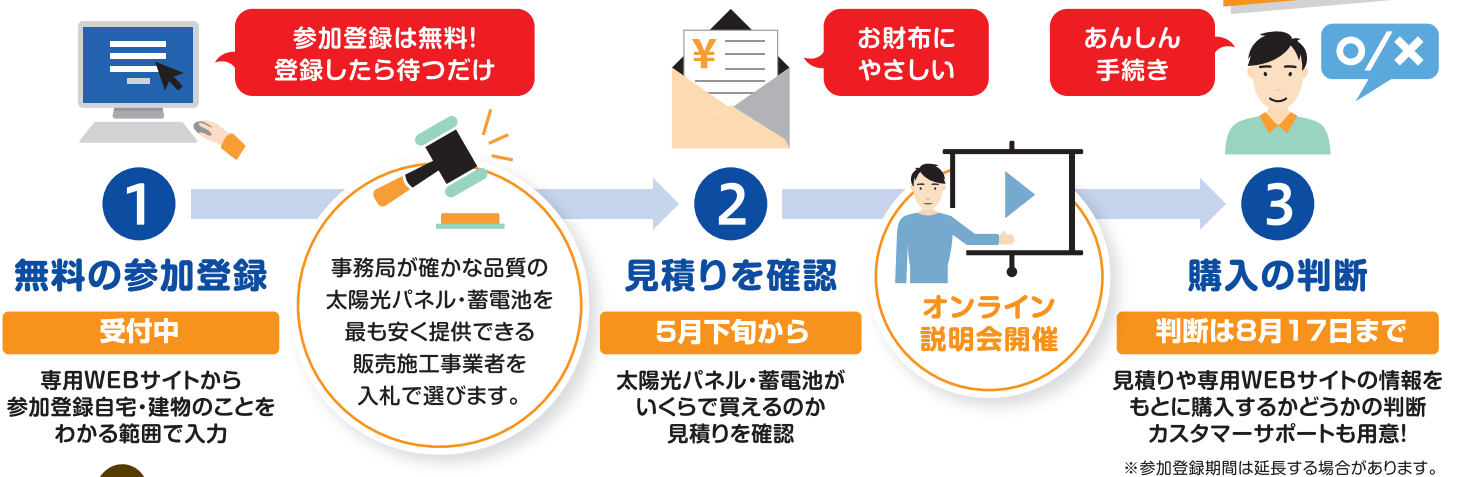 参加登録は無料!
登録したら待つだけ
1
無料の参加登録
受付中
専用WEBサイトから
参加登録自宅・建物のことを
わかる範囲で入力
事務局が確かな品質の
太陽光パネル・蓄電池を
最も安く提供できる
販売施工事業者を
入札で選びます。
¥
お財布に
やさしい
2
見積りを確認
5月下旬から
太陽光パネル・蓄電池が
いくらで買えるのか
見積りを確認
オンライン
説明会開催
あんしん
手続き
○/×
3
購入の判断
判断は8月17日まで
見積りや専用WEBサイトの情報を
もとに購入するかどうかの判断
カスタマーサポートも用意!
※参加登録期間は延長する場合があります。